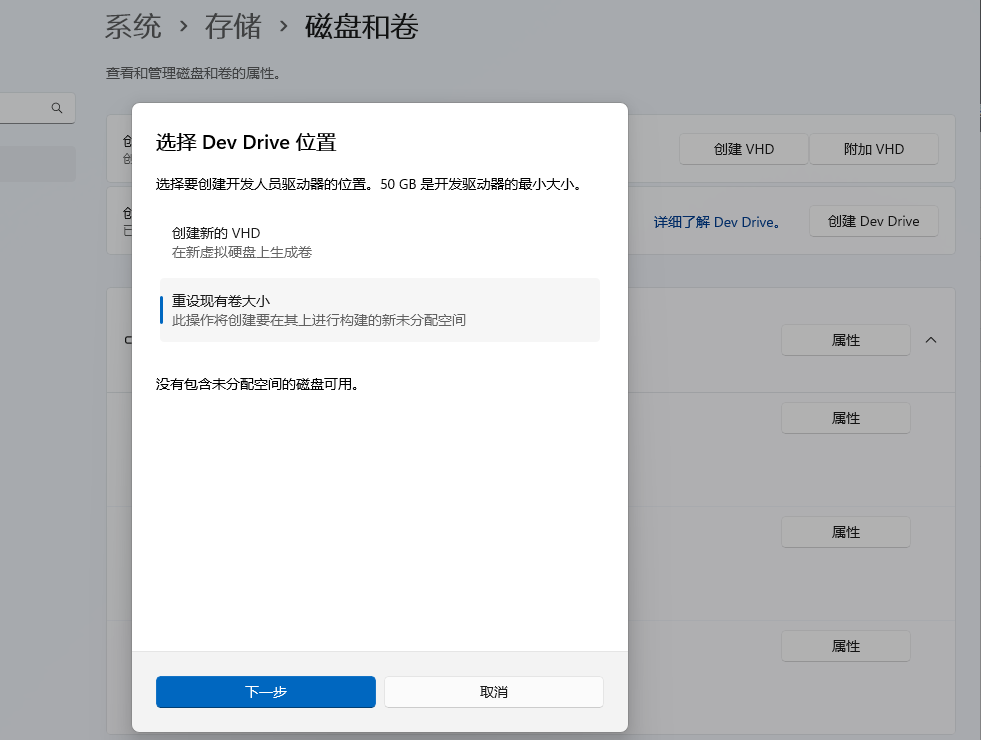 系统 › 存储 › 磁盘和卷
查看和管理磁盘和卷的属性。
创建 VHD
附加 VHD
详细了解 Dev Drive。
创建 Dev Drive
选择 Dev Drive 位置
选择要创建开发人员驱动器的位置。50 GB 是开发驱动器的最小大小。
创建新的 VHD
在新虚拟硬盘上生成卷
重设现有卷大小
此操作将创建要在其上进行构建的新未分配空间
没有包含未分配空间的磁盘可用。
属性
属性
属性
属性
下一步
取消